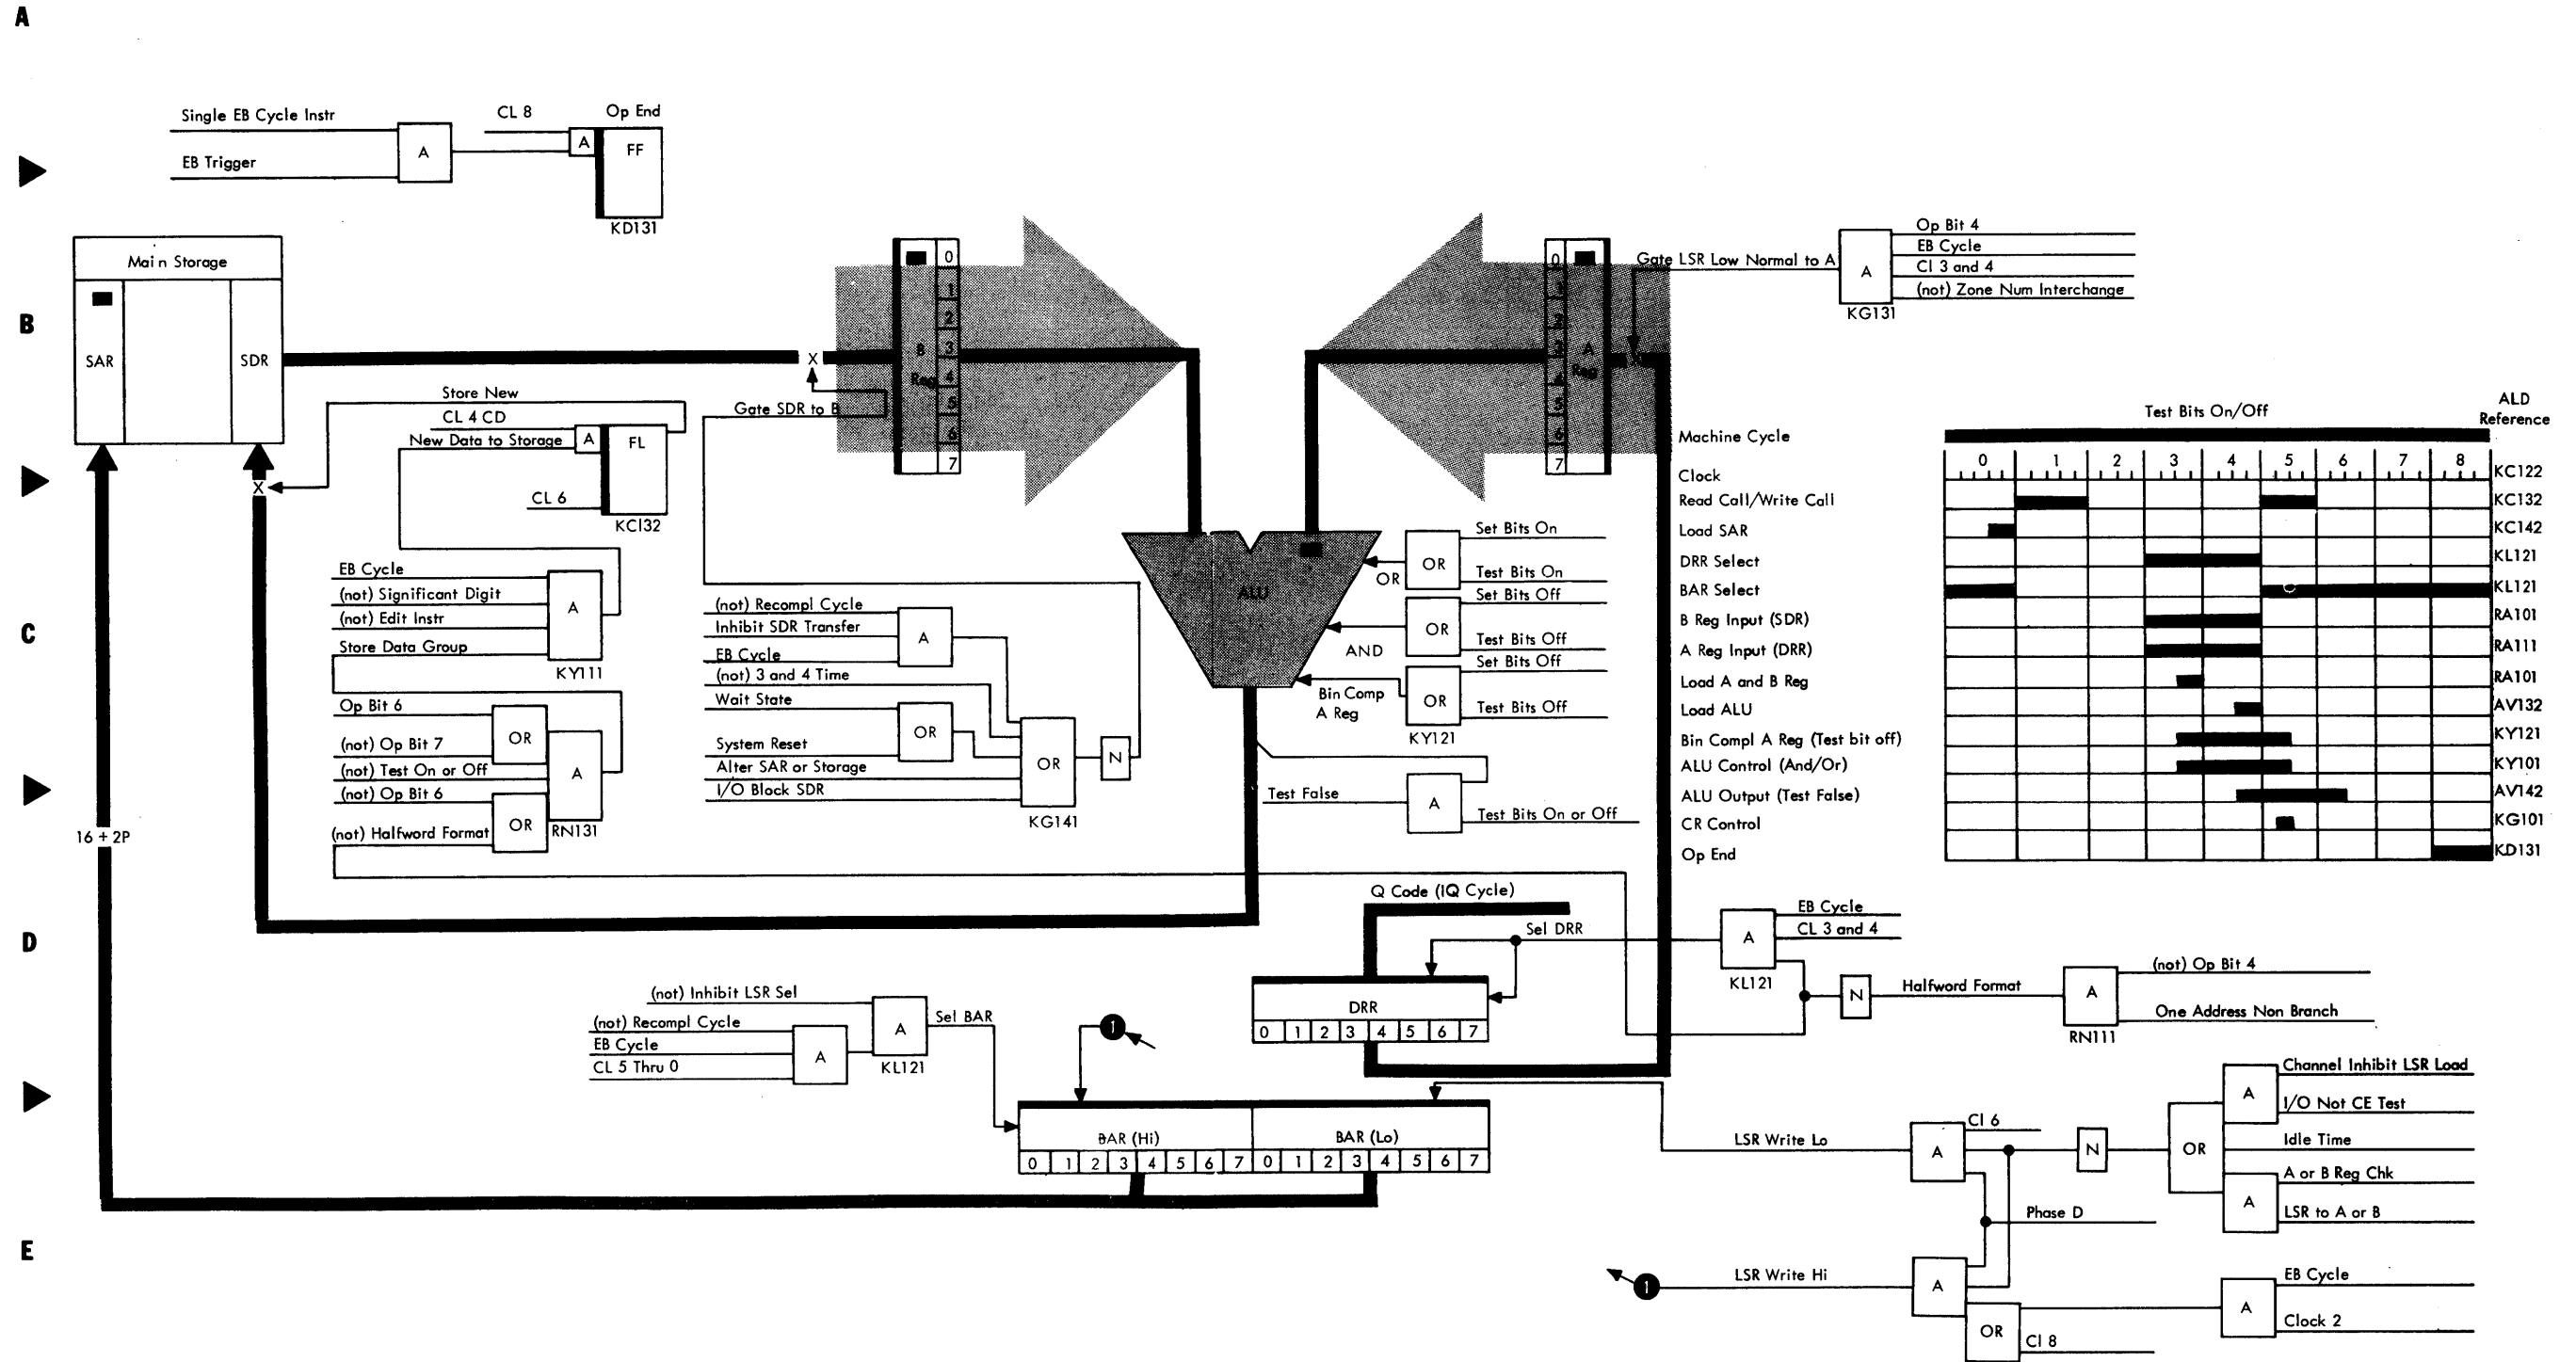 A
Single EB Cycle Instr
EB Trigger
A
CL 8
A
Op End
FF
KD131
B
Main Storage
SAR
SDR
X
Gate SDR to B
B
Reg
0
1
2
3
4
5
6
7
0
1
2
3
4
5
6
7
A
Reg
X
Gate LSR Low Normal to A
A
KG131
Op Bit 4
EB Cycle
Cl 3 and 4
(not) Zone Num Interchange
Store New
CL 4 CD
New Data to Storage
A
FL
CL 6
KC132
X
ALU
OR
OR
Set Bits On
Test Bits On
AND
OR
Set Bits Off
Test Bits Off
Bin Comp
A Reg
OR
Set Bits Off
Test Bits Off
KY121
C
EB Cycle
(not) Significant Digit
(not) Edit Instr
Store Data Group
A
KY111
Op Bit 6
(not) Op Bit 7
OR
(not) Test On or Off
(not) Op Bit 6
(not) Halfword Format
OR
A
RN131
(not) Recompl Cycle
Inhibit SDR Transfer
EB Cycle
A
(not) 3 and 4 Time
Wait State
System Reset
OR
Alter SAR or Storage
I/O Block SDR
OR
N
KG141
Test False
A
Test Bits On or Off
Test Bits On/Off
ALD
Reference
Machine Cycle
Clock 0 1 2 3 4 5 6 7 8 KC122
Read Call/Write Call KC132
Load SAR KC142
DRR Select KL121
BAR Select KL121
B Reg Input (SDR) RA101
A Reg Input (DRR) RA111
Load A and B Reg RA101
Load ALU AV132
Bin Compl A Reg (Test bit off) KY121
ALU Control (And/Or) KY101
ALU Output (Test False) AV142
CR Control KG101
Op End KD131
16 + 2P
D
Q Code (IQ Cycle)
Sel DRR
DRR
0 1 2 3 4 5 6 7
A
EB Cycle
CL 3 and 4
KL121
N
Halfword Format
A
(not) Op Bit 4
One Address Non Branch
RN111
(not) Inhibit LSR Sel
(not) Recompl Cycle
EB Cycle
CL 5 Thru 0
A
A
KL121
Sel BAR
1
BAR (Hi)
BAR (Lo)
0 1 2 3 4 5 6 7 0 1 2 3 4 5 6 7
LSR Write Lo
A
Cl 6
N
OR
A
Channel Inhibit LSR Load
I/O Not CE Test
Idle Time
A or B Reg Chk
A
LSR to A or B
Phase D
E
1
LSR Write Hi
A
OR
Cl 8
A
EB Cycle
Clock 2